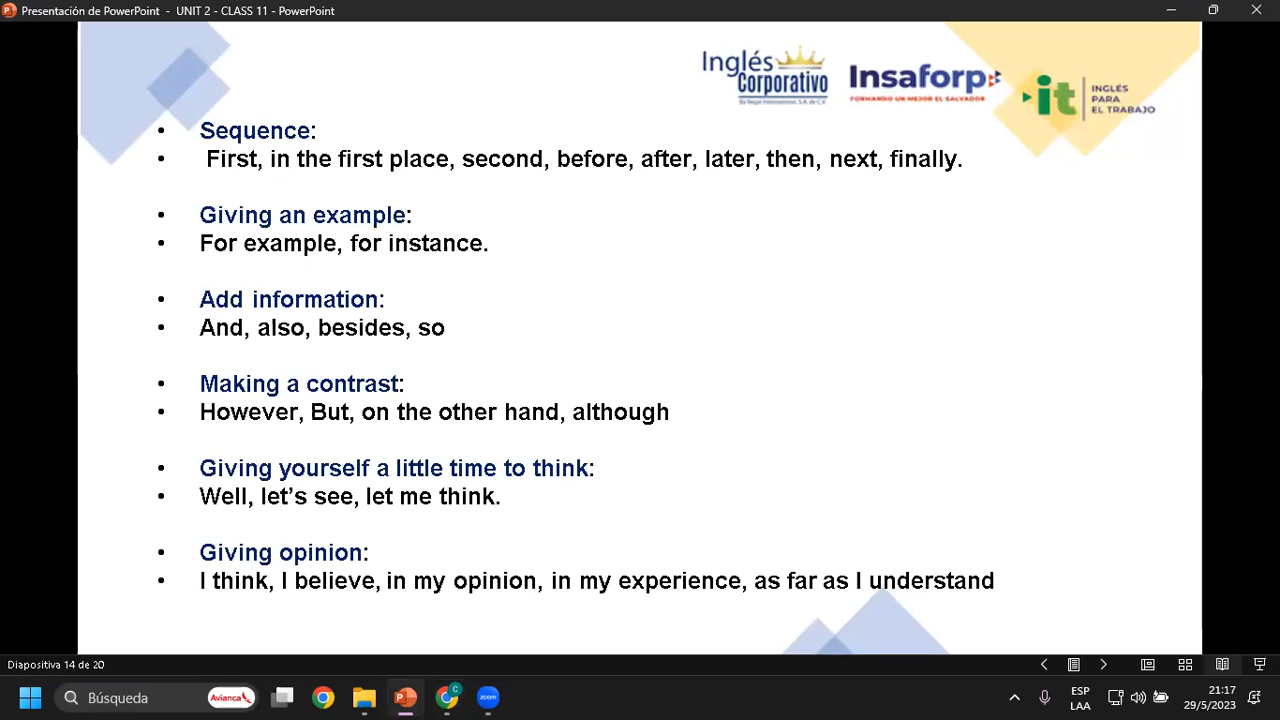 Presentación de PowerPoint - UNIT 2 - CLASS 11 - PowerPoint
Inglés
Corporativo
Insaforp
FORMANDO UN MEJOR EL SALVADOR
it
INGLÉS
PARA
EL TRABAJO
• Sequence:
• First, in the first place, second, before, after, later, then, next, finally.
• Giving an example:
• For example, for instance.
• Add information:
• And, also, besides, so
• Making a contrast:
• However, But, on the other hand, although
• Giving yourself a little time to think:
• Well, let’s see, let me think.
• Giving opinion:
• I think, I believe, in my opinion, in my experience, as far as I understand
Diapositiva 14 de 20
Búsqueda
Avianca
C
zoom
ESP
LAA
21:17
29/5/2023